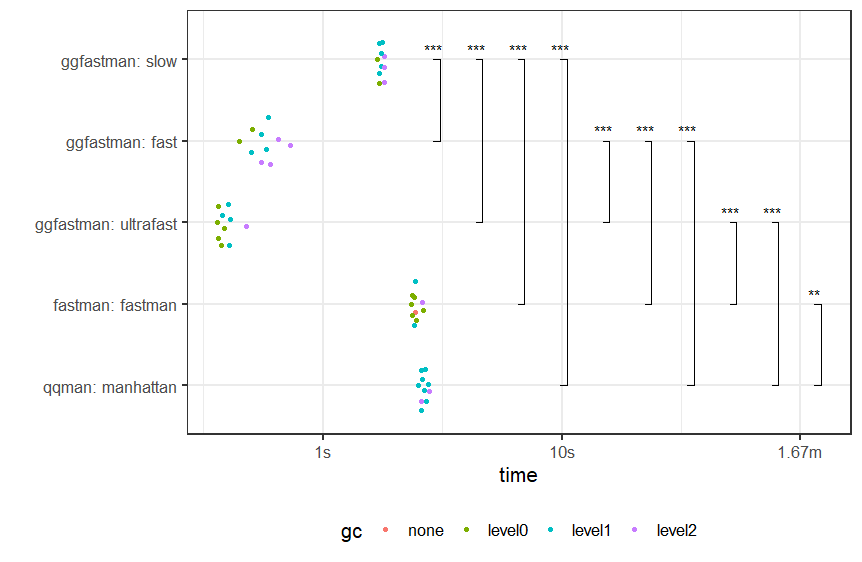 ggfastman: slow
*** *** *** ***
ggfastman: fast
*** *** ***
ggfastman: ultrafast
*** ***
fastman: fastman
**
qqman: manhattan
1s 10s 1.67m
time
gc none level0 level1 level2